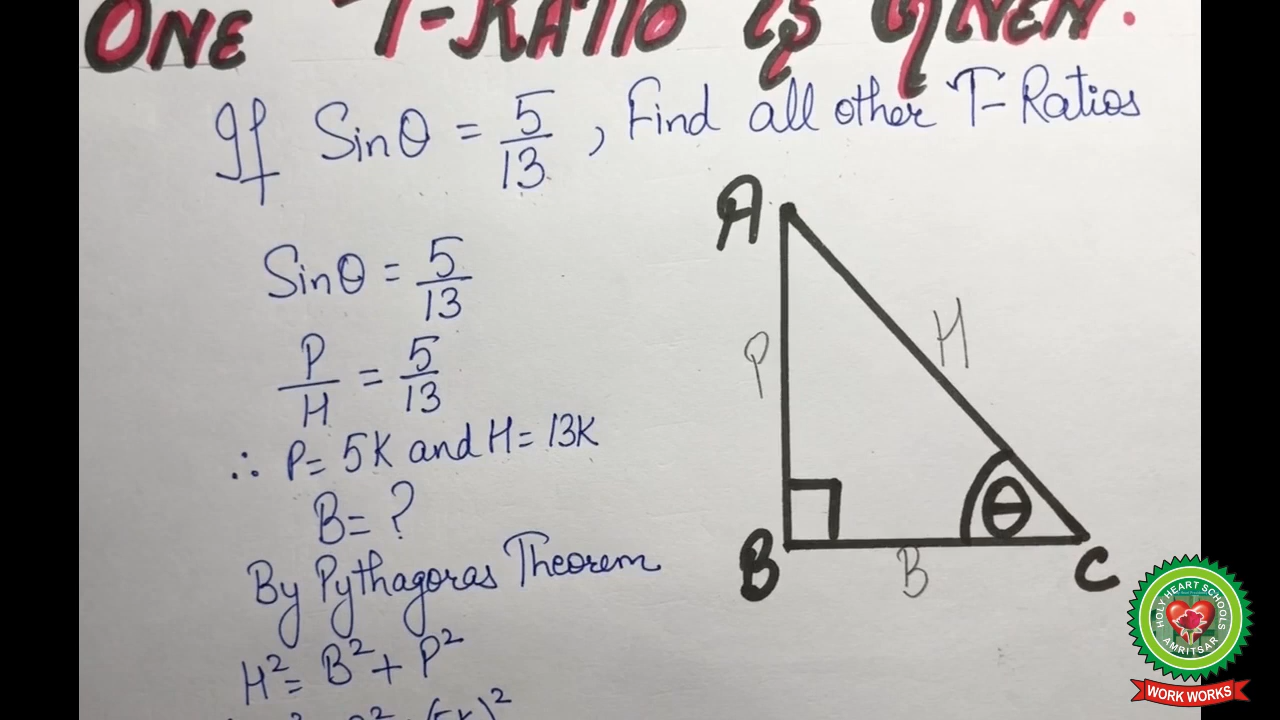 ONE T-RATIO IS GIVEN.
If Sinθ = 5/13, Find all other T-Ratios
Sinθ = 5/13
P/H = 5/13
∴ P= 5K and H= 13K
B= ?
By Pythagoras Theorem
H² = B² + P²
A
P
H
B
B
θ
C
HOLY HEART SCHOOLS
AMRITSAR
WORK WORKS